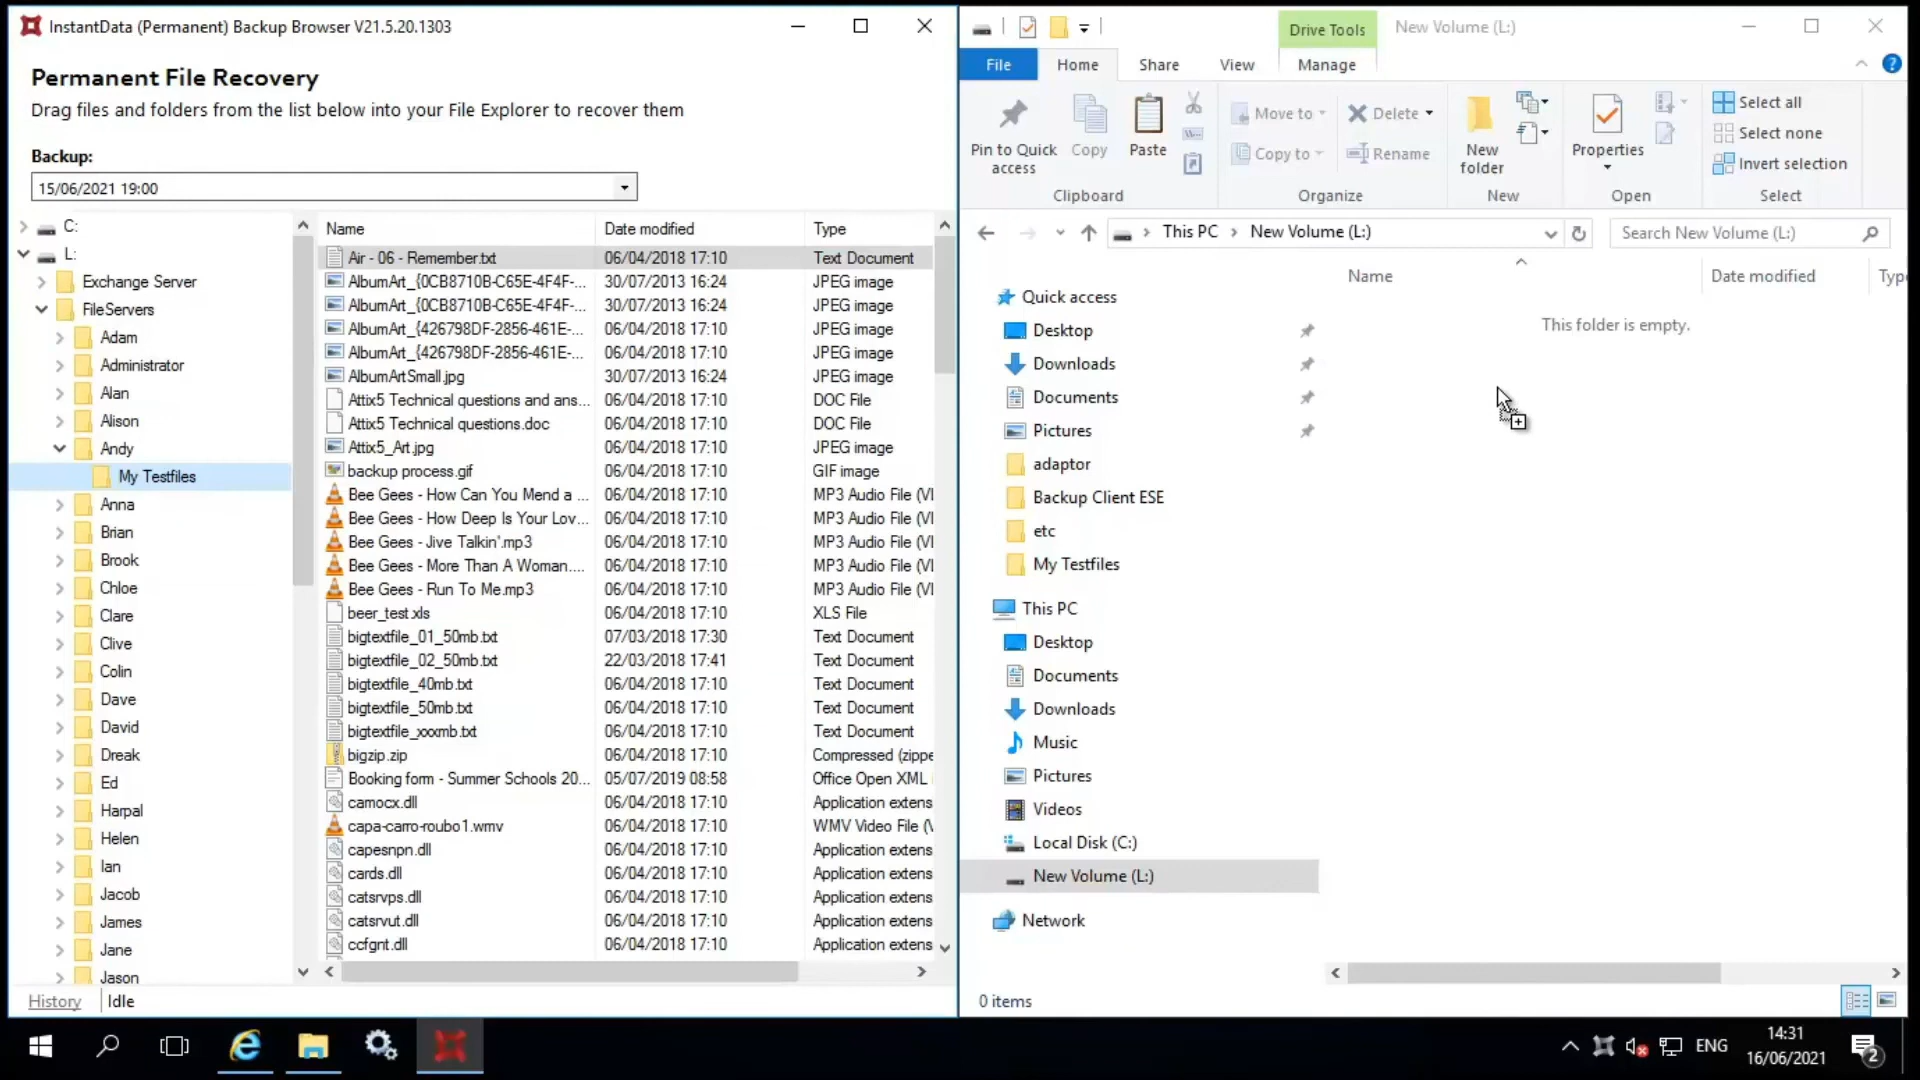 InstantData (Permanent) Backup Browser V21.5.20.1303
Permanent File Recovery
Drag files and folders from the list below into your File Explorer to recover them
Backup:
15/06/2021 19:00
C:
L:
Exchange Server
FileServers
Adam
Administrator
Alan
Alison
Andy
My Testfiles
Anna
Brian
Brook
Chloe
Clare
Clive
Colin
Dave
David
Dreak
Ed
Harpal
Helen
Ian
Jacob
James
Jane
Jason
Name Date modified Type
Air - 06 - Remember.txt 06/04/2018 17:10 Text Document
AlbumArt_{0CB8710B-C65E-4F4F-... 30/07/2013 16:24 JPEG image
AlbumArt_{0CB8710B-C65E-4F4F-... 30/07/2013 16:24 JPEG image
AlbumArt_{426798DF-2856-461E-... 06/04/2018 17:10 JPEG image
AlbumArt_{426798DF-2856-461E-... 06/04/2018 17:10 JPEG image
AlbumArtSmall.jpg 30/07/2013 16:24 JPEG image
Attix5 Technical questions and ans... 06/04/2018 17:10 DOC File
Attix5 Technical questions.doc 06/04/2018 17:10 DOC File
Attix5_Art.jpg 06/04/2018 17:10 JPEG image
backup process.gif 06/04/2018 17:10 GIF image
Bee Gees - How Can You Mend a ... 06/04/2018 17:10 MP3 Audio File (VI
Bee Gees - How Deep Is Your Lov... 06/04/2018 17:10 MP3 Audio File (VI
Bee Gees - Jive Talkin'.mp3 06/04/2018 17:10 MP3 Audio File (VI
Bee Gees - More Than A Woman.... 06/04/2018 17:10 MP3 Audio File (VI
Bee Gees - Run To Me.mp3 06/04/2018 17:10 MP3 Audio File (VI
beer_test.xls 06/04/2018 17:10 XLS File
bigtextfile_01_50mb.txt 07/03/2018 17:30 Text Document
bigtextfile_02_50mb.txt 22/03/2018 17:41 Text Document
bigtextfile_40mb.txt 06/04/2018 17:10 Text Document
bigtextfile_50mb.txt 06/04/2018 17:10 Text Document
bigtextfile_xxxmb.txt 06/04/2018 17:10 Text Document
bigzip.zip 06/04/2018 17:10 Compressed (zippe
Booking form - Summer Schools 20... 05/07/2019 08:58 Office Open XML
camocx.dll 06/04/2018 17:10 Application extens
capa-carro-roubo1.wmv 06/04/2018 17:10 WMV Video File (V
capesnpn.dll 06/04/2018 17:10 Application extens
cards.dll 06/04/2018 17:10 Application extens
catsrvps.dll 06/04/2018 17:10 Application extens
catsrvut.dll 06/04/2018 17:10 Application extens
ccfgnt.dll 06/04/2018 17:10 Application extens
History Idle
Drive Tools New Volume (L:)
File Home Share View Manage
Pin to Quick access
Copy
Paste
Clipboard
Move to
Copy to
Delete
Rename
Organize
New folder
New
Properties
Open
Select all
Select none
Invert selection
Select
This PC New Volume (L:)
Search New Volume (L:)
Name Date modified Typ
This folder is empty.
Quick access
Desktop
Downloads
Documents
Pictures
adaptor
Backup Client ESE
etc
My Testfiles
This PC
Desktop
Documents
Downloads
Music
Pictures
Videos
Local Disk (C:)
New Volume (L:)
Network
0 items
ENG
14:31
16/06/2021
2